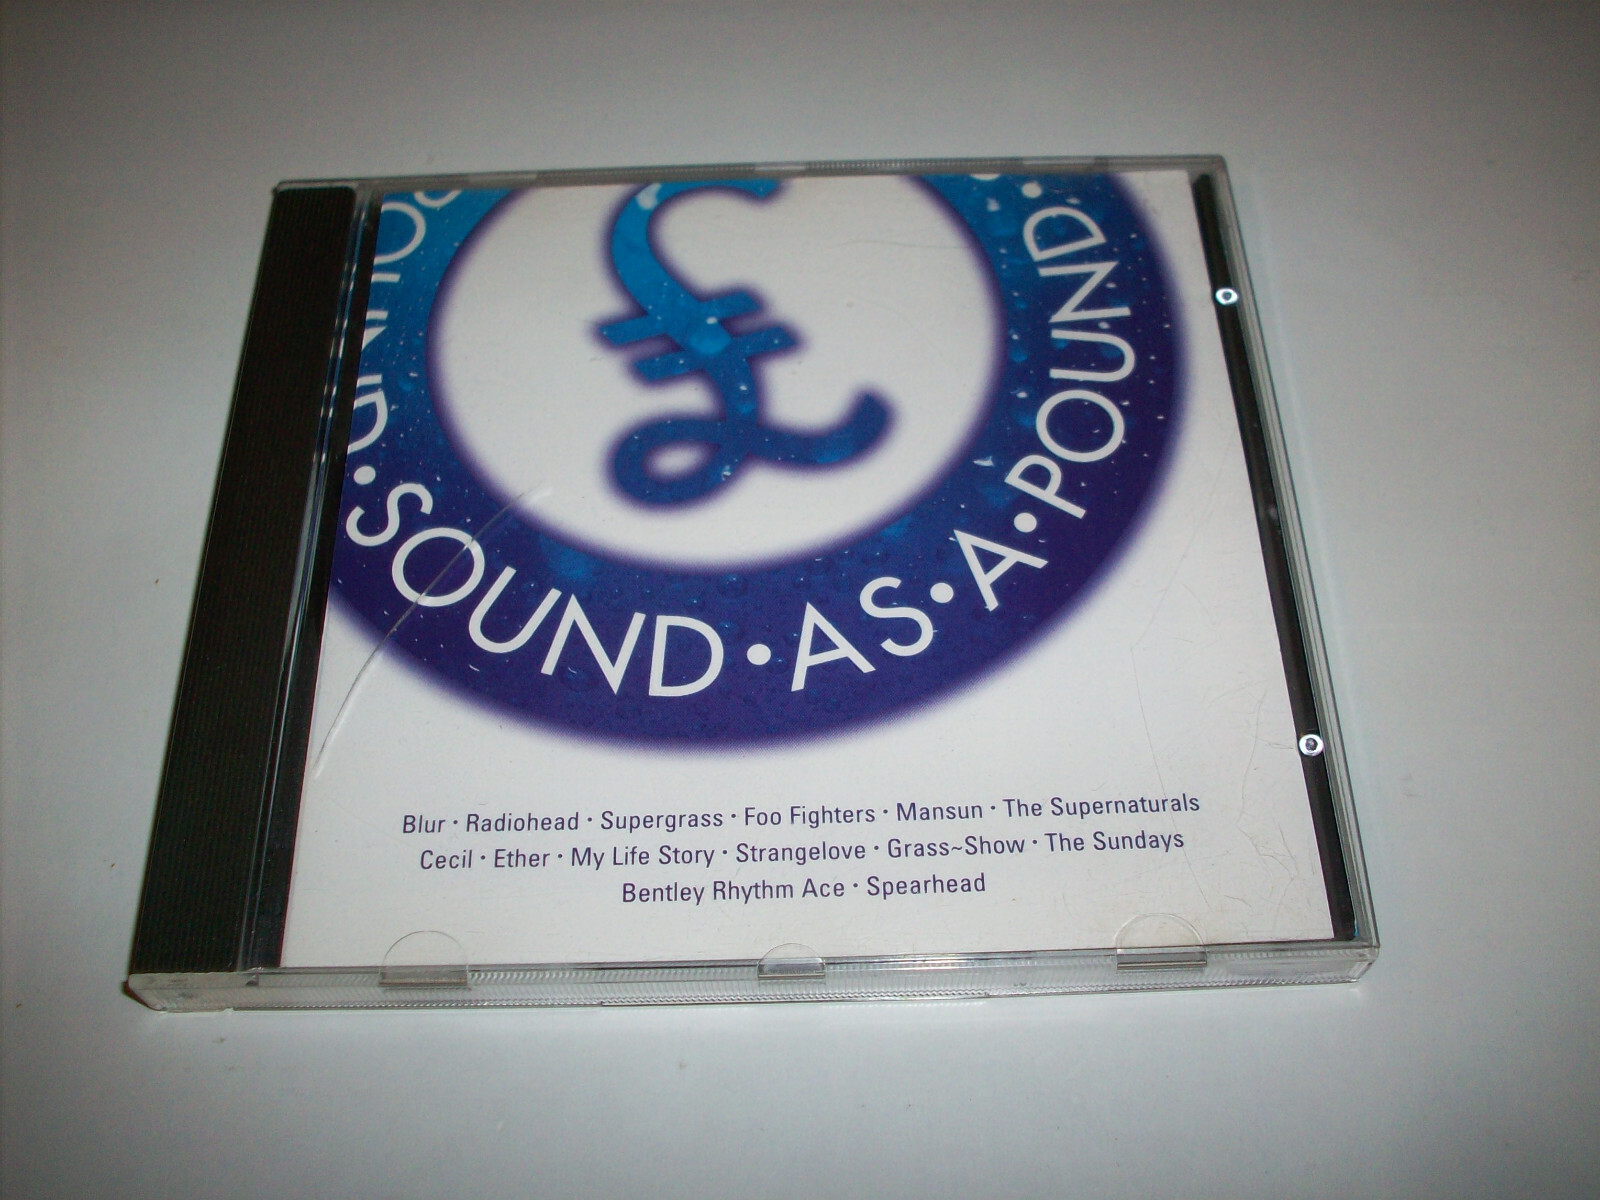 OUND
•SOUND•AS•A•POUND•
£
Blur • Radiohead • Supergrass • Foo Fighters • Mansun • The Supernaturals
Cecil • Ether • My Life Story • Strangelove • Grass~Show • The Sundays
Bentley Rhythm Ace • Spearhead